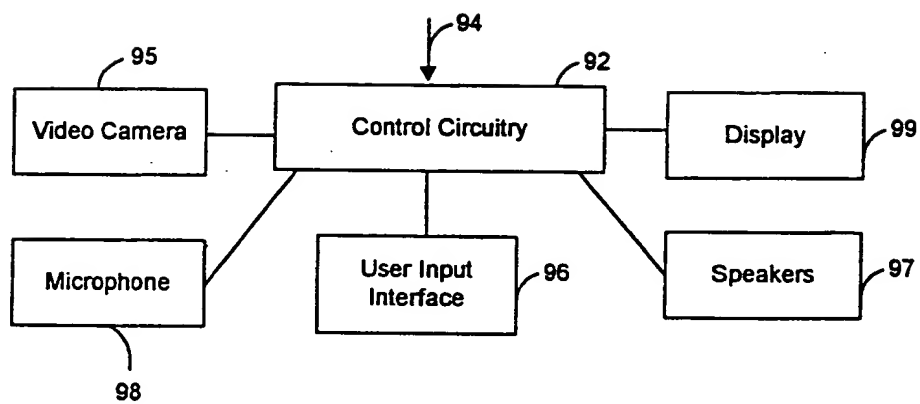 94
95
92
Video Camera
Control Circuitry
Display
99
Microphone
User Input
Interface
96
Speakers
97
98